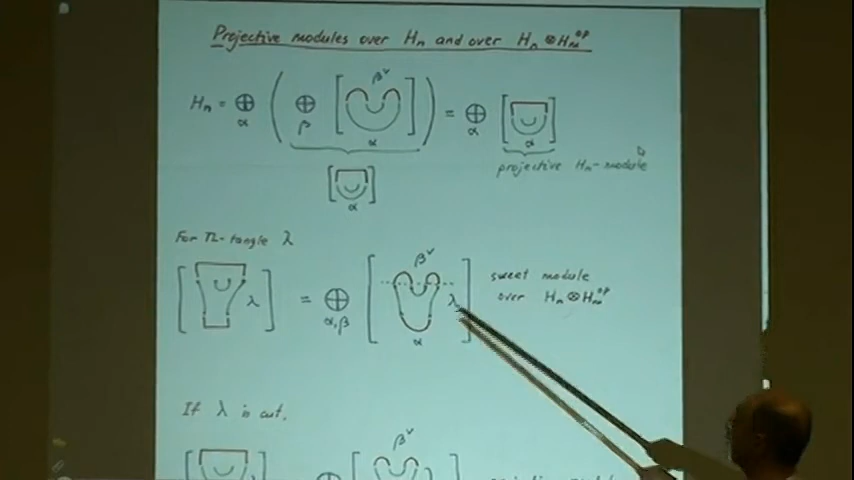 Projective modules over Hn and over Hn ⊗ Hm^op
Hn = ⊕α ( ⊕β [ β^∨ α ] ) = ⊕α [ α ]
projective Hn-module
[ α ]
For TL-tangle λ
[ λ ] = ⊕α,β [ β^∨ λ α ] sweet module
over Hn ⊗ Hm^op
If λ is cut,
β^∨